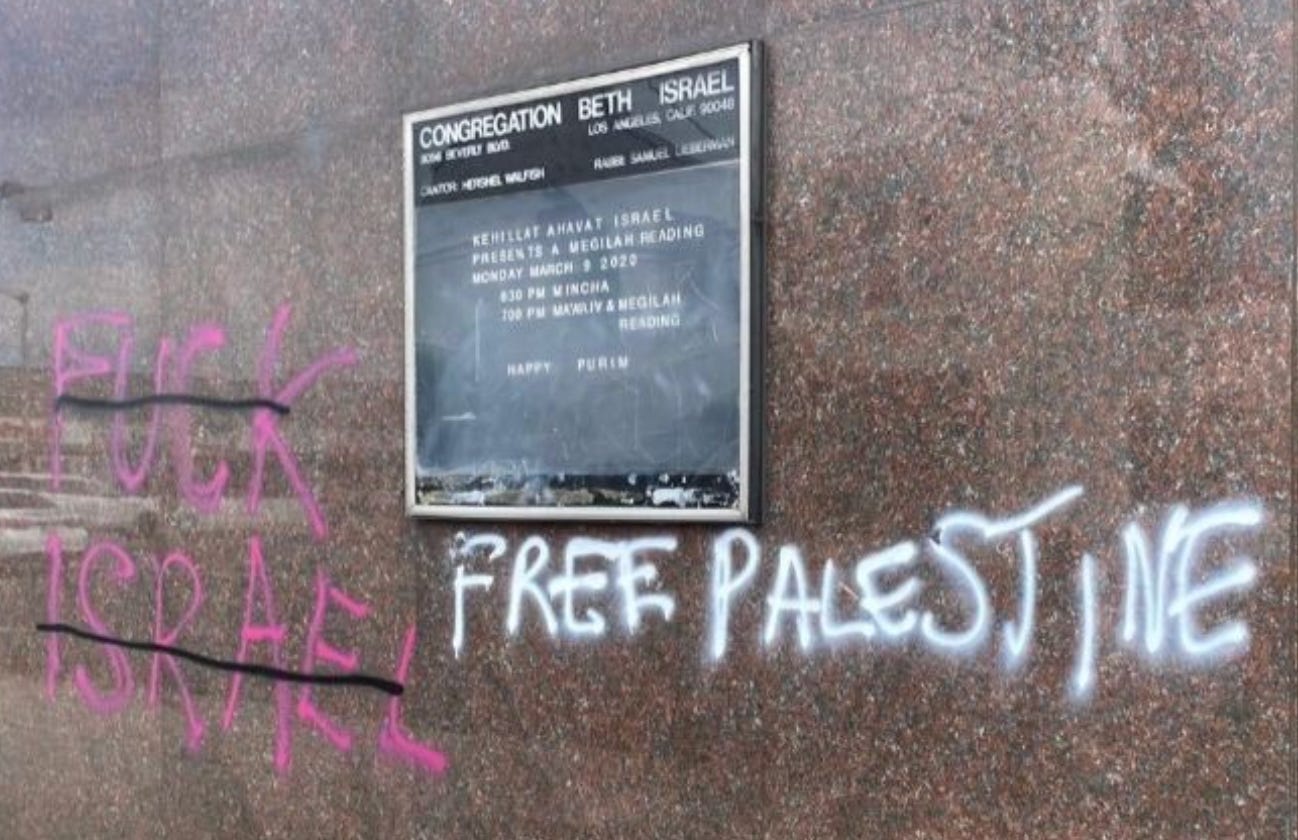 CONGREGATION BETH ISRAEL
8056 BEVERLY BLVD. LOS ANGELES, CALIF. 90048
CANTOR: HERSHEL WALFISH RABBI: SAMUEL LIEBERMAN
KEHILLAT AHAVAT ISRAEL
PRESENTS A MEGILAH READING
MONDAY MARCH 9 2020
630 PM MINCHA
700 PM MA'ARIV & MEGILAH
READING
HAPPY PURIM
FUCK
ISRAEL
FREE PALESTINE